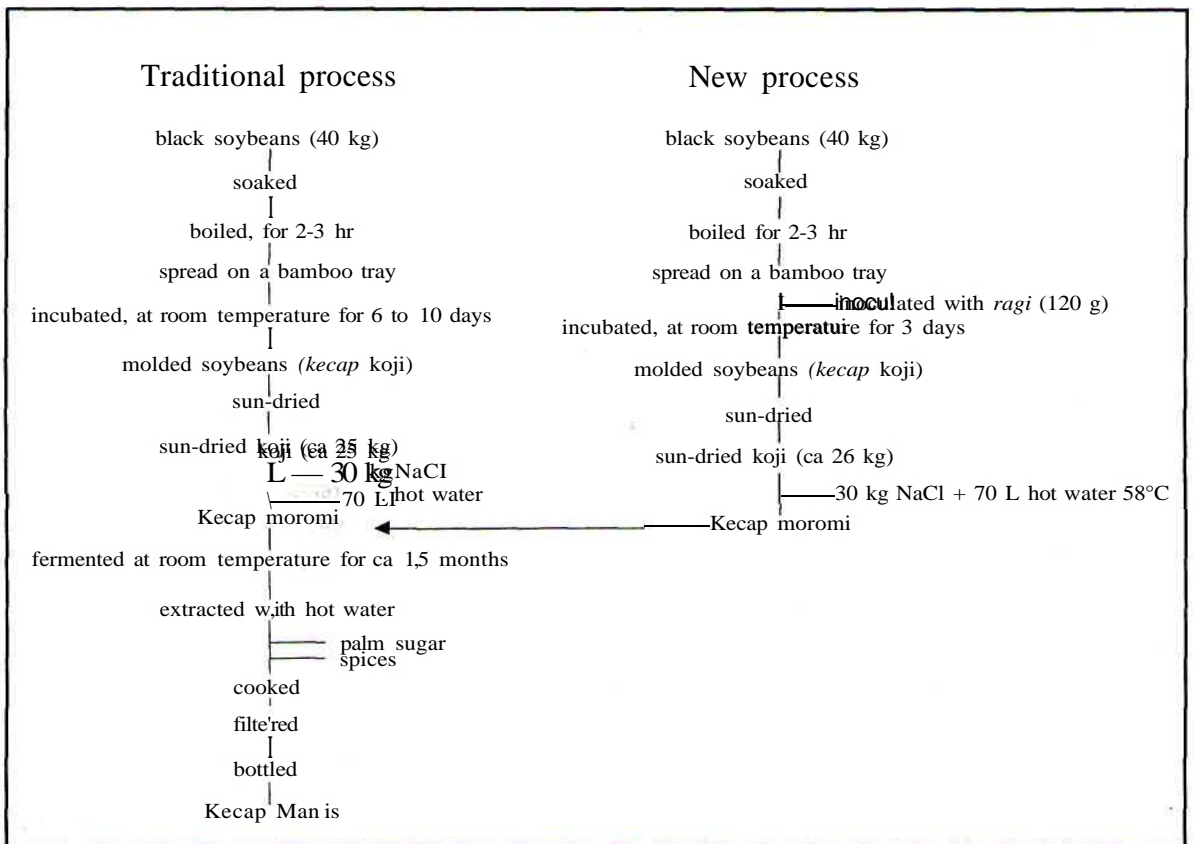 Traditional process
black soybeans (40 kg)
soaked
boiled, for 2-3 hr
spread on a bamboo tray
incubated, at room temperature for 6 to 10 days
molded soybeans (kecap koji)
sun-dried
sun-dried koji (ca 25 kg)
30 kg NaCl
70 L hot water
Kecap moromi
fermented at room temperature for ca 1,5 months
extracted with hot water
palm sugar
spices
cooked
filtered
bottled
Kecap Manis
New process
black soybeans (40 kg)
soaked
boiled for 2-3 hr
spread on a bamboo tray
inoculated with ragi (120 g)
incubated, at room temperature for 3 days
molded soybeans (kecap koji)
sun-dried
sun-dried koji (ca 26 kg)
30 kg NaCl + 70 L hot water 58°C
Kecap moromi